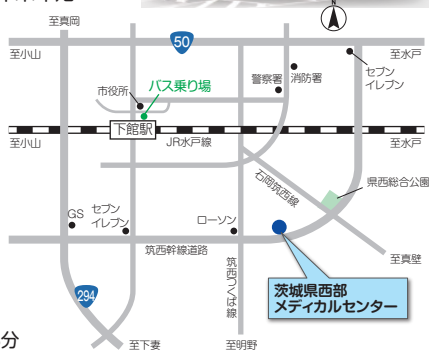 N
至真岡
50
至小山
至水戸
セブン
イレブン
消防署
警察署
バス乗り場
市役所
下館駅
至小山
JR水戸線
至水戸
石岡筑西線
県西総合公園
GS
セブン
イレブン
ローソン
筑西幹線道路
筑西つくば線
至真壁
茨城県西部
メディカルセンター
294
分
至下妻
至明野